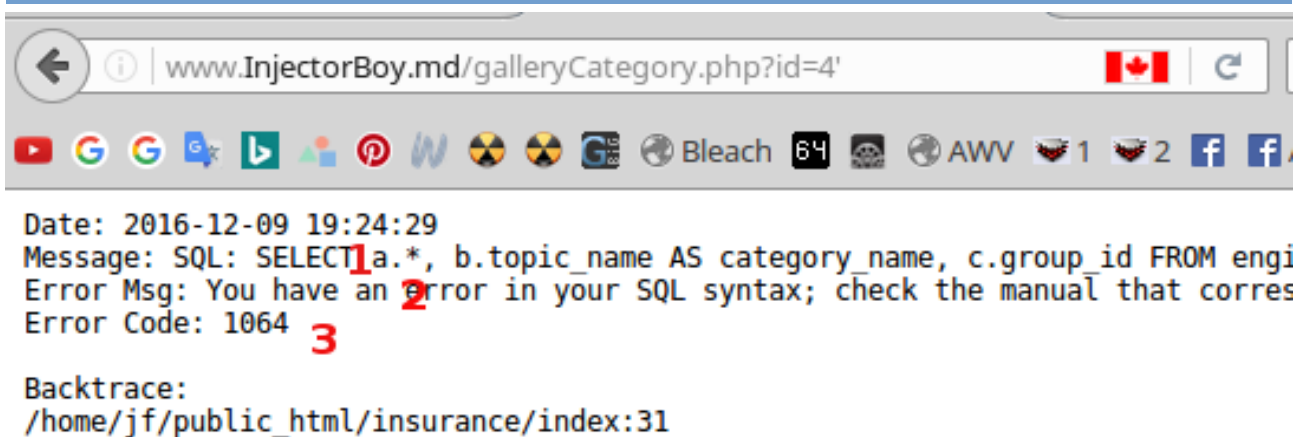 www.InjectorBoy.md/galleryCategory.php?id=4'
Bleach 64 AWV 1 2
Date: 2016-12-09 19:24:29
Message: SQL: SELECT a.*, b.topic_name AS category_name, c.group_id FROM engi
1
Error Msg: You have an error in your SQL syntax; check the manual that corres
2
Error Code: 1064
3
Backtrace:
/home/jf/public_html/insurance/index:31